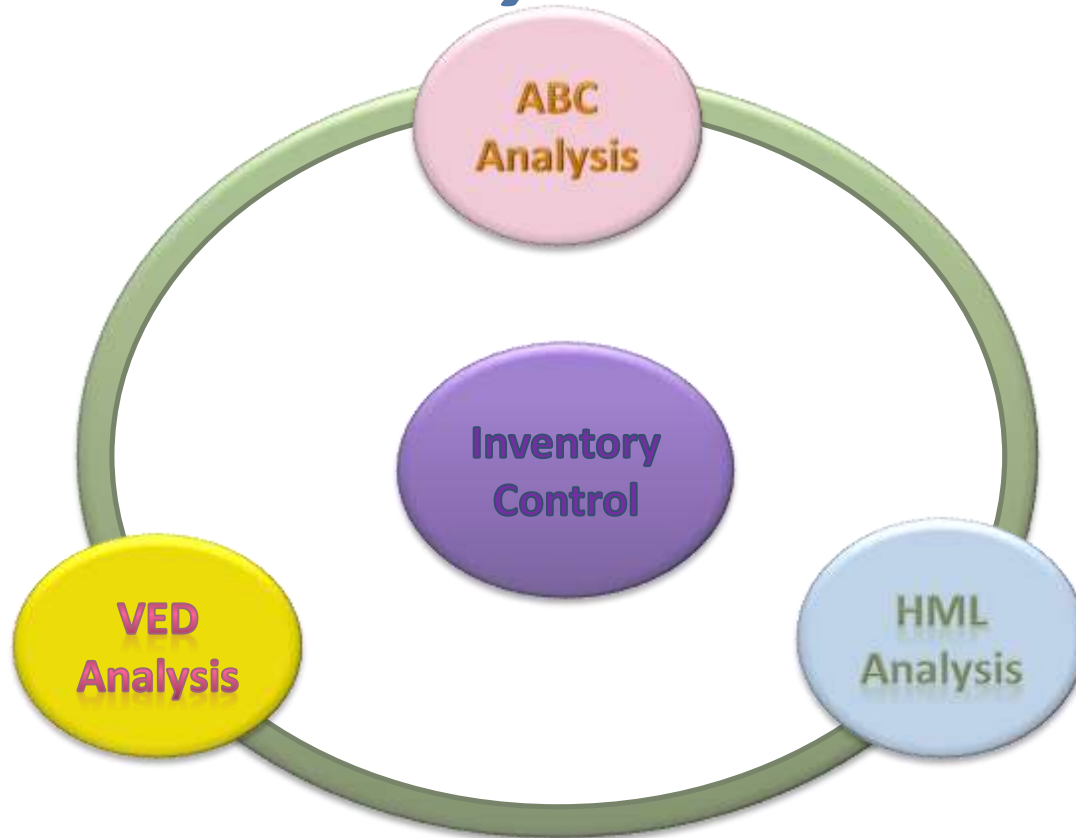 ABC
Analysis
Inventory
Control
VED
Analysis
HML
Analysis